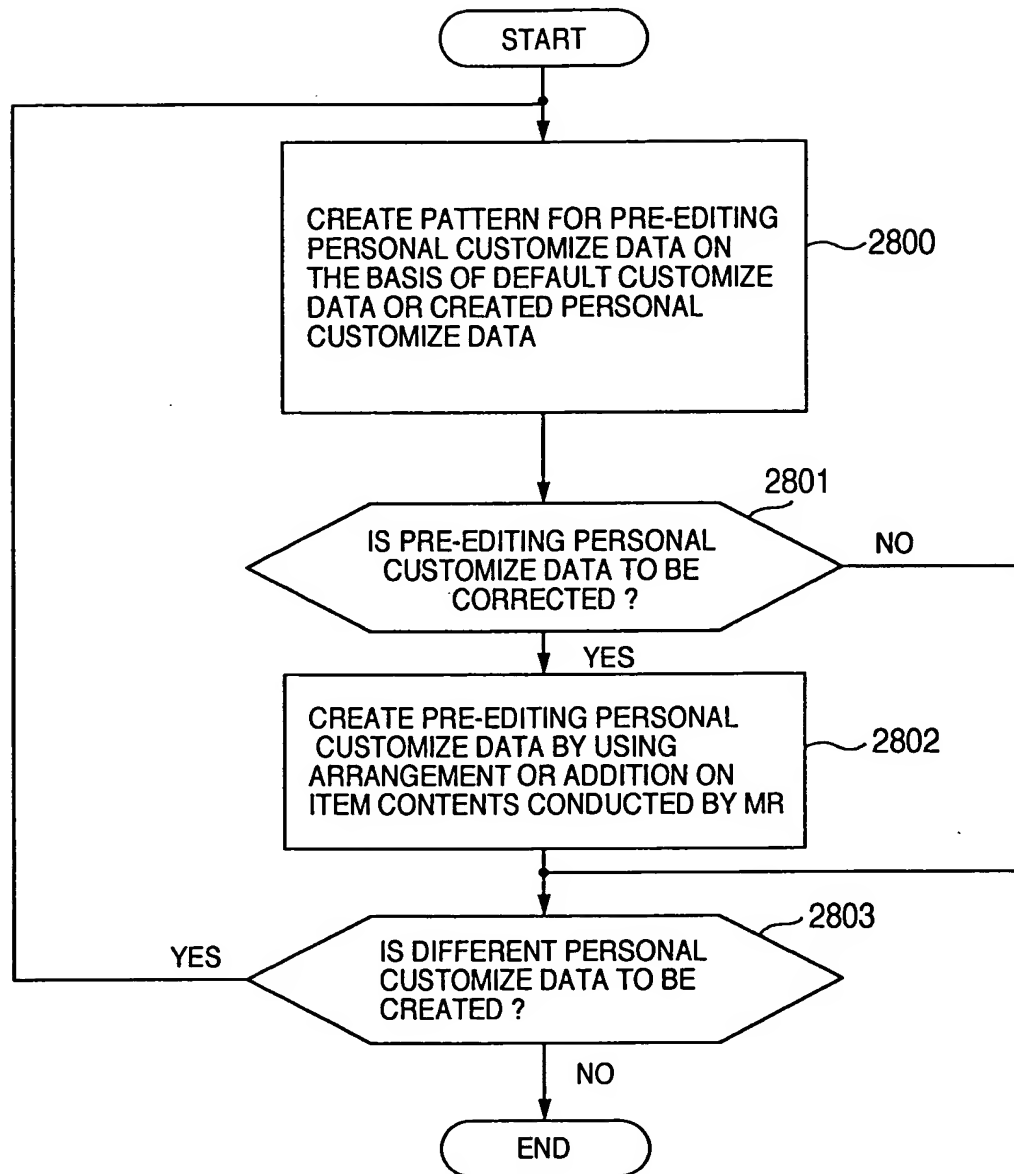 START
CREATE PATTERN FOR PRE-EDITING
PERSONAL CUSTOMIZE DATA ON
THE BASIS OF DEFAULT CUSTOMIZE
DATA OR CREATED PERSONAL
CUSTOMIZE DATA
2800
2801
IS PRE-EDITING PERSONAL
CUSTOMIZE DATA TO BE
CORRECTED ?
NO
YES
CREATE PRE-EDITING PERSONAL
CUSTOMIZE DATA BY USING
ARRANGEMENT OR ADDITION ON
ITEM CONTENTS CONDUCTED BY MR
2802
2803
YES
IS DIFFERENT PERSONAL
CUSTOMIZE DATA TO BE
CREATED ?
NO
END